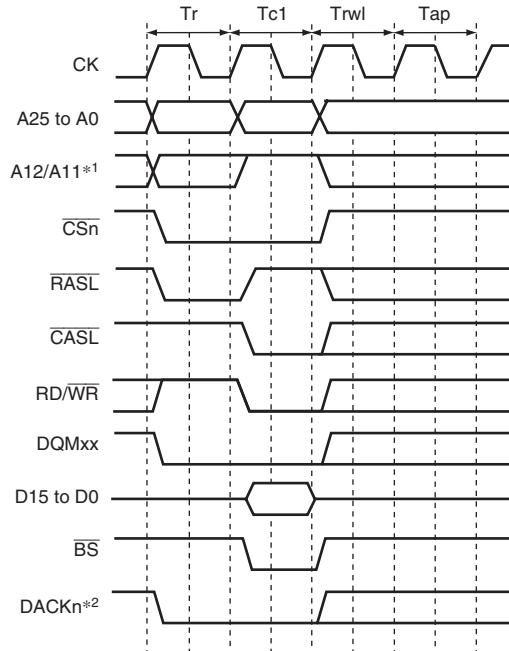 Tr Tc1 Trwl Tap
CK
A25 to A0
A12/A11*1
CSn
RASL
CASL
RD/WR
DQMxx
D15 to D0
BS
DACKn*2